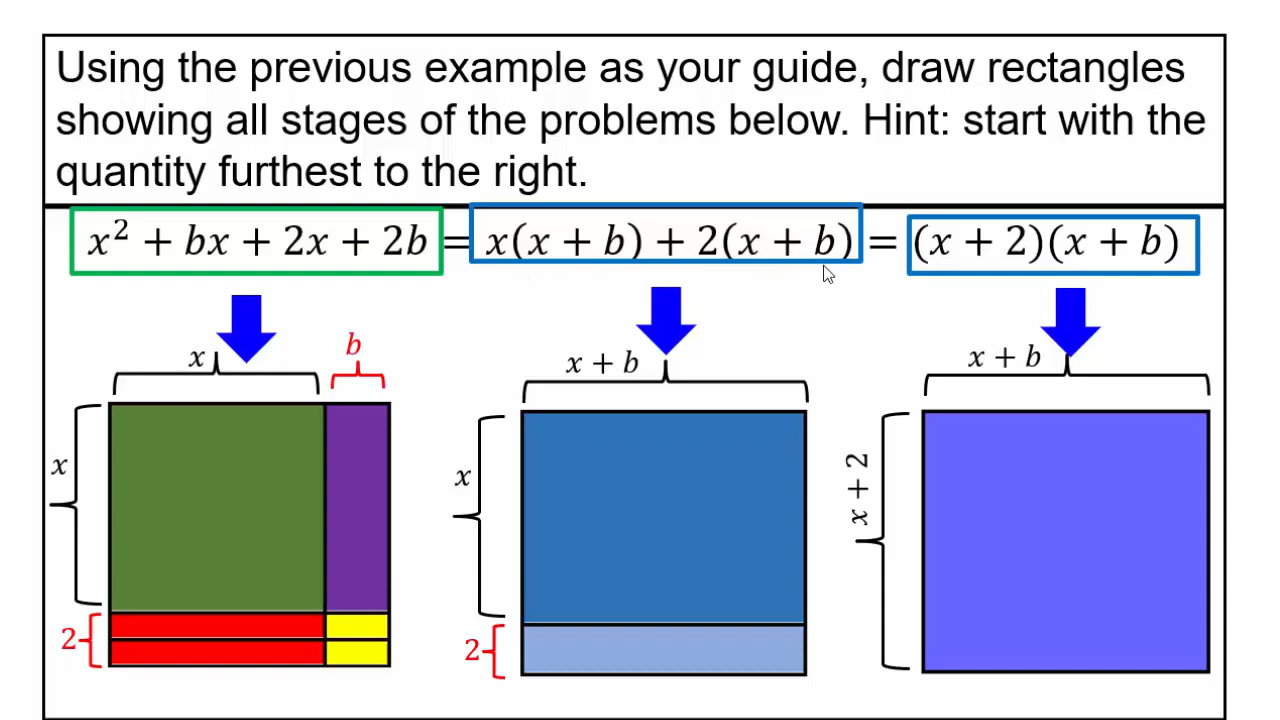 Using the previous example as your guide, draw rectangles
showing all stages of the problems below. Hint: start with the
quantity furthest to the right.
x² + bx + 2x + 2b = x(x + b) + 2(x + b) = (x + 2)(x + b)
x b x + b x + b
x x x + 2
2 2